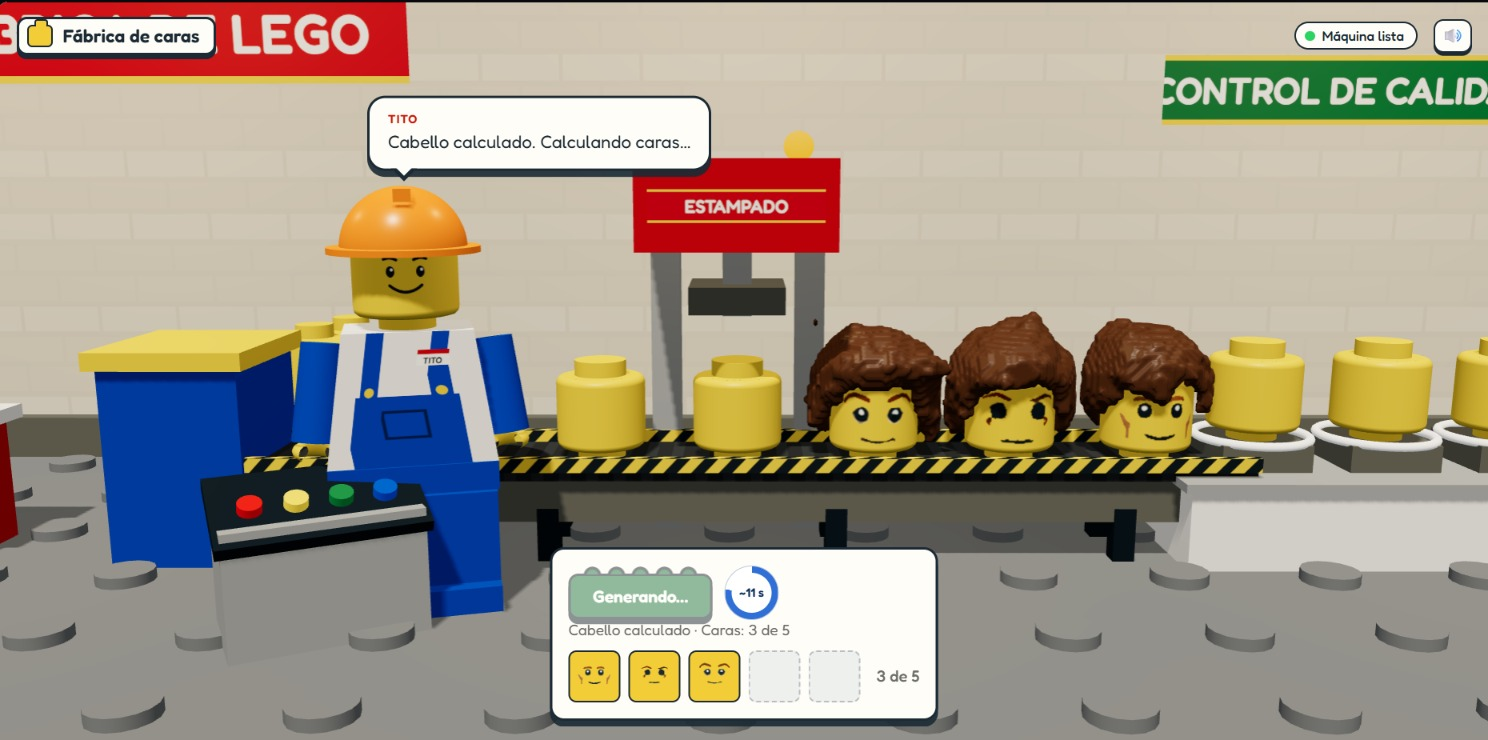 Fábrica de caras
LEGO
Máquina lista
CONTROL DE CALID
TITO
Cabello calculado. Calculando caras...
ESTAMPADO
TITO
Generando...
~11 s
Cabello calculado · Caras: 3 de 5
3 de 5